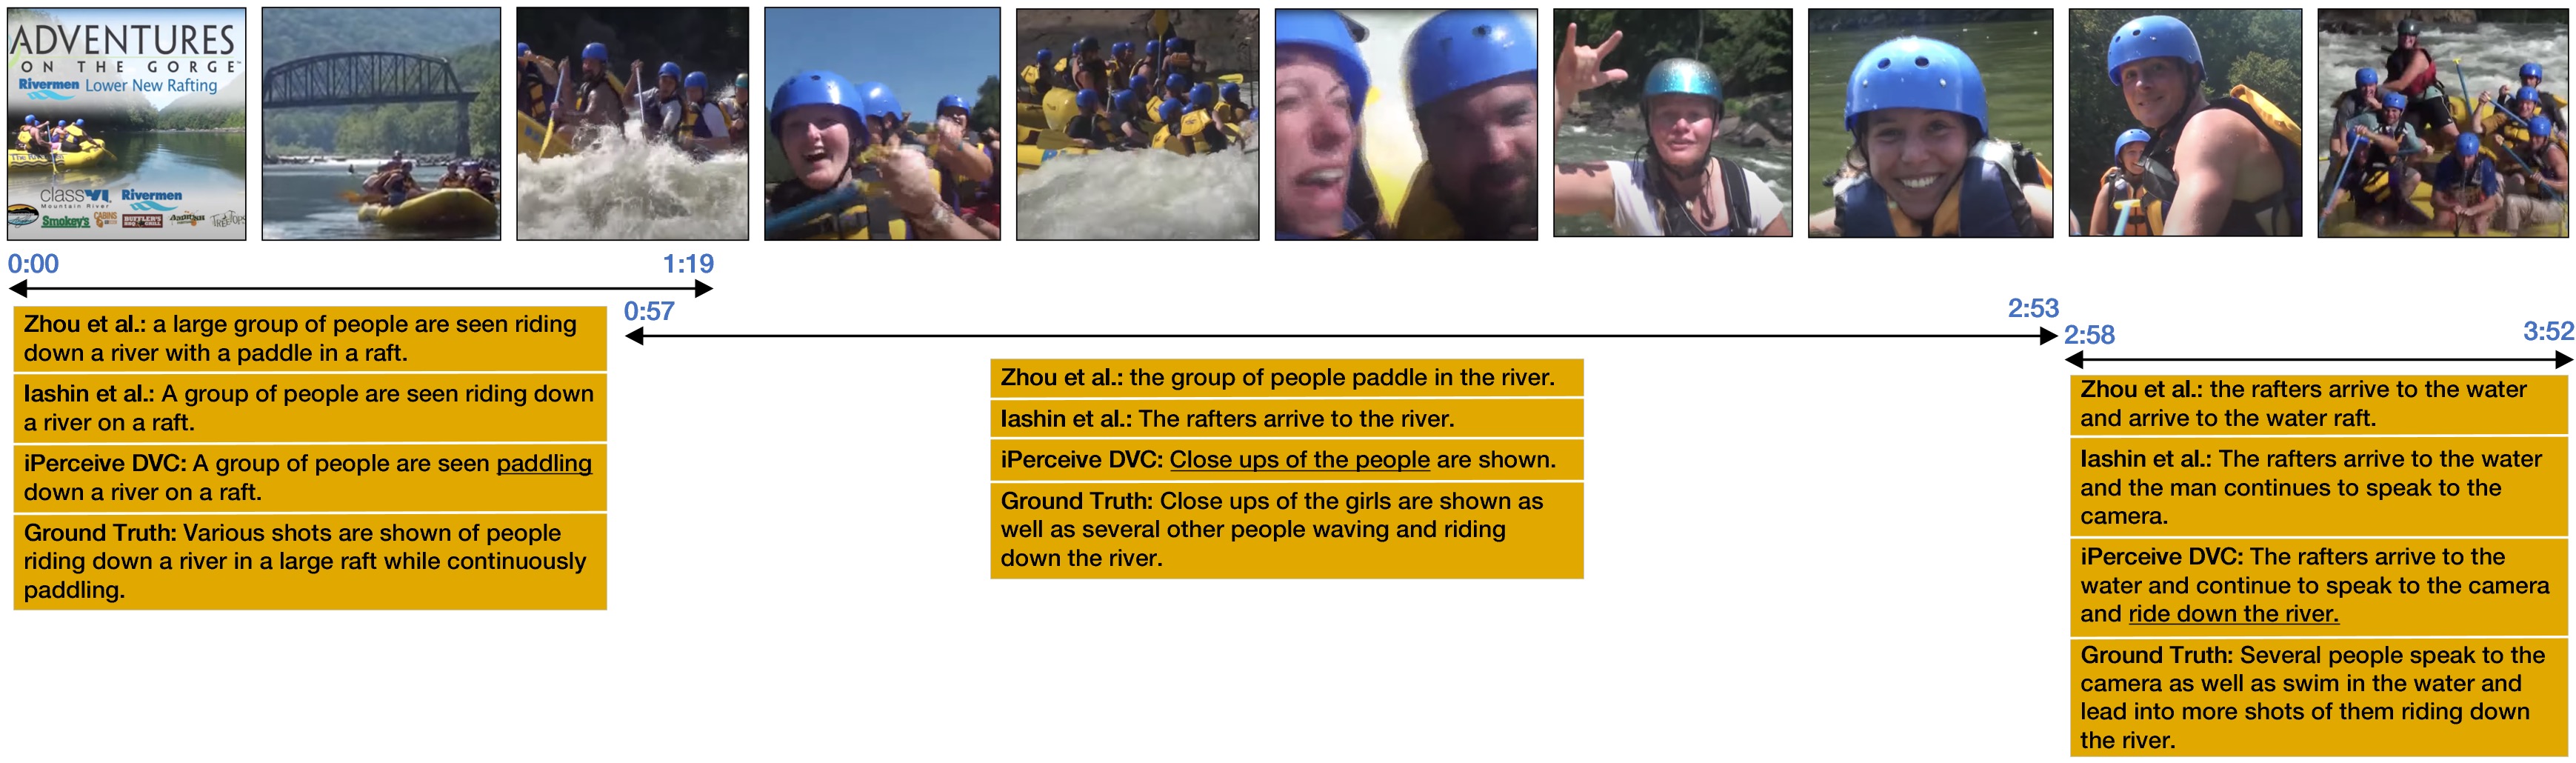 ADVENTURES
ON THE GORGE™
Rivermen Lower New Rafting
classVI Rivermen
Mountain River
Smokey's CABINS BUFFLER'S Aadman TREETOPS
BBQ GRILL
0:00 1:19
0:57 2:53
2:58 3:52
Zhou et al.: a large group of people are seen riding
down a river with a paddle in a raft.
Iashin et al.: A group of people are seen riding down
a river on a raft.
iPerceive DVC: A group of people are seen paddling
down a river on a raft.
Ground Truth: Various shots are shown of people
riding down a river in a large raft while continuously
paddling.
Zhou et al.: the group of people paddle in the river.
Iashin et al.: The rafters arrive to the river.
iPerceive DVC: Close ups of the people are shown.
Ground Truth: Close ups of the girls are shown as
well as several other people waving and riding
down the river.
Zhou et al.: the rafters arrive to the water
and arrive to the water raft.
Iashin et al.: The rafters arrive to the water
and the man continues to speak to the
camera.
iPerceive DVC: The rafters arrive to the
water and continue to speak to the camera
and ride down the river.
Ground Truth: Several people speak to the
camera as well as swim in the water and
lead into more shots of them riding down
the river.